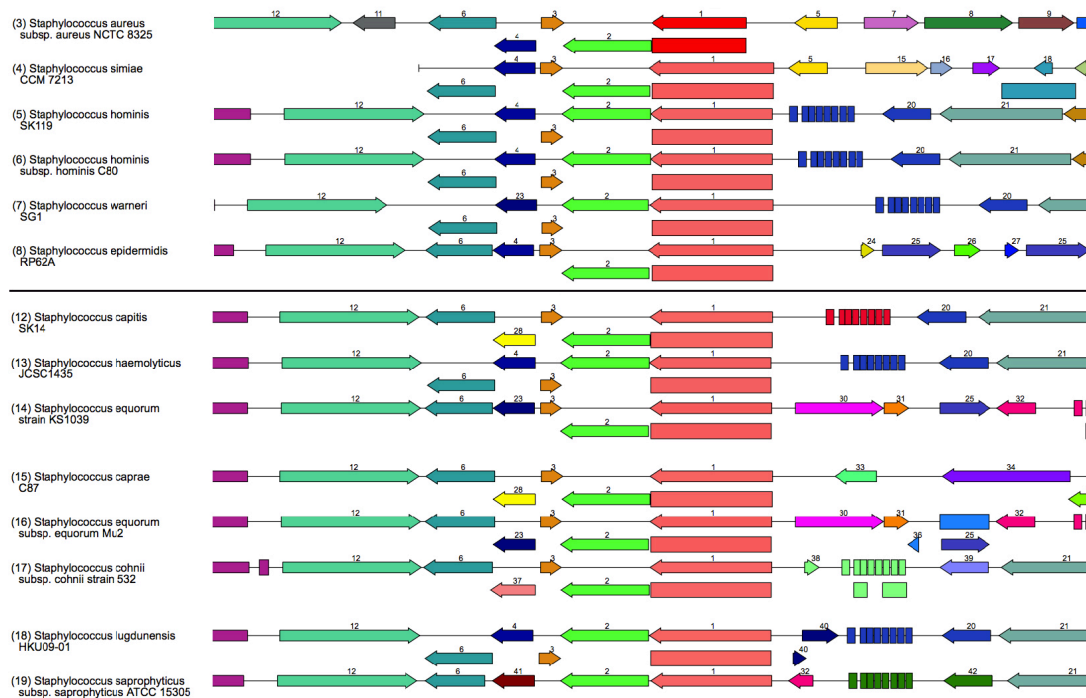 12 11 6 3 1 5 7 8 9
(3) Staphylococcus aureus
subsp. aureus NCTC 8325
4 2
4 3 1 5 15 16 17 18
(4) Staphylococcus simiae
CCM 7213
6 2
12 4 2 1 20 21
(5) Staphylococcus hominis
SK119
6 3
12 4 2 1 20 21
(6) Staphylococcus hominis
subsp. hominis C80
6 3
12 23 2 1 20
(7) Staphylococcus warneri
SG1
6 3
12 6 4 3 1 24 25 26 27 25
(8) Staphylococcus epidermidis
RP62A
2
12 6 3 1 20 21
(12) Staphylococcus capitis
SK14
28 2
12 4 2 1 20 21
(13) Staphylococcus haemolyticus
JCSC1435
6 3
12 6 23 3 1 30 31 25 32
(14) Staphylococcus equorum
strain KS1039
2
12 6 3 1 33 34
(15) Staphylococcus caprae
C87
28 2
12 6 3 1 30 31 32
(16) Staphylococcus equorum
subsp. equorum Mu2
23 2 36 25
12 6 3 1 38 39 21
(17) Staphylococcus cohnii
subsp. cohnii strain 532
37 2
12 4 2 1 40 20 21
(18) Staphylococcus lugdunensis
HKU09-01
6 3 40
12 6 41 3 2 1 32 42 21
(19) Staphylococcus saprophyticus
subsp. saprophyticus ATCC 15305